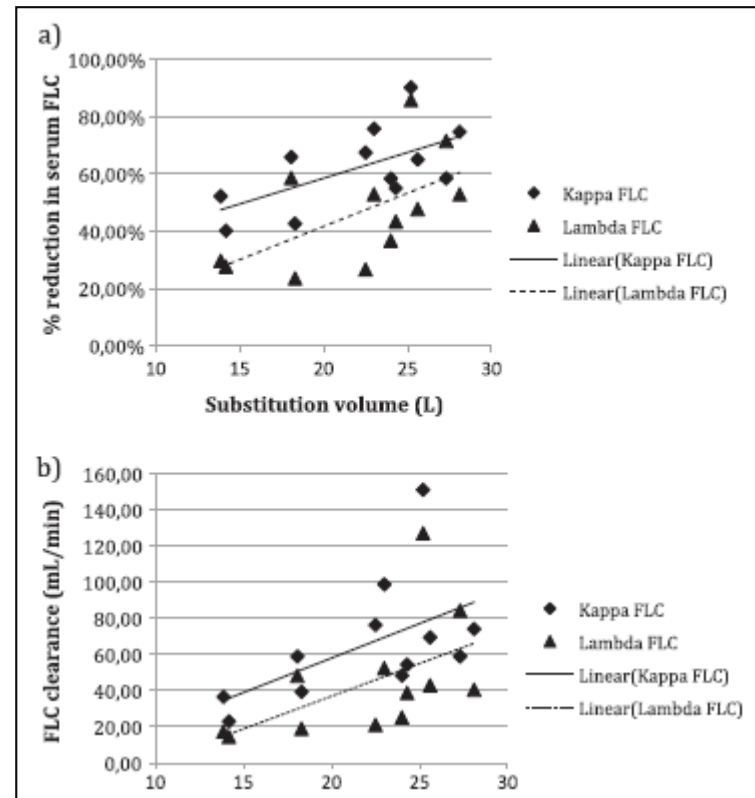 a)
100,00%
80,00%
60,00%
40,00%
20,00%
0,00%
10 15 20 25 30
% reduction in serum FLC
Substitution volume (L)
Kappa FLC
Lambda FLC
Linear(Kappa FLC)
Linear(Lambda FLC)
b)
160,00
140,00
120,00
100,00
80,00
60,00
40,00
20,00
0,00
10 15 20 25 30
FLC clearance (mL/min)
Kappa FLC
Lambda FLC
Linear(Kappa FLC)
Linear(Lambda FLC)